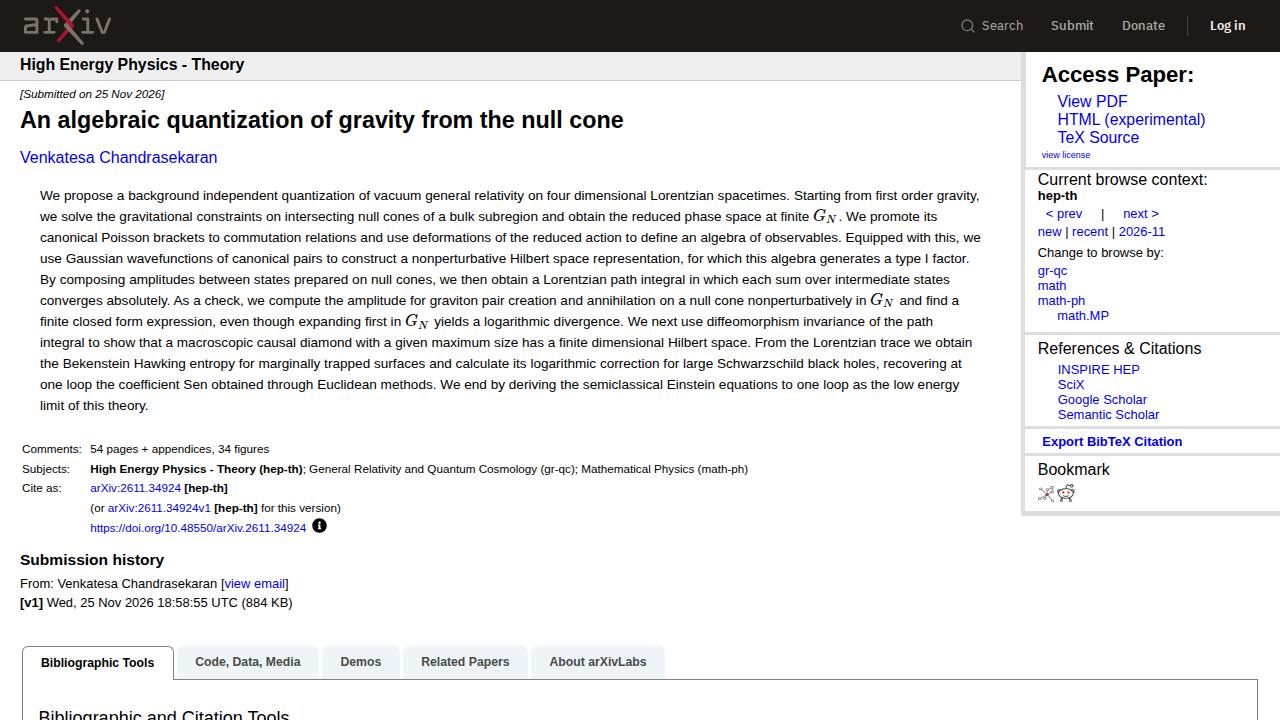 arXiv
Search
Submit
Donate
Log in
High Energy Physics - Theory
[Submitted on 25 Nov 2026]
An algebraic quantization of gravity from the null cone
Venkatesa Chandrasekaran
We propose a background independent quantization of vacuum general relativity on four dimensional Lorentzian spacetimes. Starting from first order gravity,
we solve the gravitational constraints on intersecting null cones of a bulk subregion and obtain the reduced phase space at finite G_N. We promote its
canonical Poisson brackets to commutation relations and use deformations of the reduced action to define an algebra of observables. Equipped with this, we
use Gaussian wavefunctions of canonical pairs to construct a nonperturbative Hilbert space representation, for which this algebra generates a type I factor.
By composing amplitudes between states prepared on null cones, we then obtain a Lorentzian path integral in which each sum over intermediate states
converges absolutely. As a check, we compute the amplitude for graviton pair creation and annihilation on a null cone nonperturbatively in G_N and find a
finite closed form expression, even though expanding first in G_N yields a logarithmic divergence. We next use diffeomorphism invariance of the path
integral to show that a macroscopic causal diamond with a given maximum size has a finite dimensional Hilbert space. From the Lorentzian trace we obtain
the Bekenstein Hawking entropy for marginally trapped surfaces and calculate its logarithmic correction for large Schwarzschild black holes, recovering at
one loop the coefficient Sen obtained through Euclidean methods. We end by deriving the semiclassical Einstein equations to one loop as the low energy
limit of this theory.
Comments: 54 pages + appendices, 34 figures
Subjects: High Energy Physics - Theory (hep-th); General Relativity and Quantum Cosmology (gr-qc); Mathematical Physics (math-ph)
Cite as: arXiv:2611.34924 [hep-th]
(or arXiv:2611.34924v1 [hep-th] for this version)
https://doi.org/10.48550/arXiv.2611.34924
Submission history
From: Venkatesa Chandrasekaran [view email]
[v1] Wed, 25 Nov 2026 18:58:55 UTC (884 KB)
Access Paper:
View PDF
HTML (experimental)
TeX Source
view license
Current browse context:
hep-th
< prev | next >
new | recent | 2026-11
Change to browse by:
gr-qc
math
math-ph
math.MP
References & Citations
INSPIRE HEP
SciX
Google Scholar
Semantic Scholar
Export BibTeX Citation
Bookmark
Bibliographic Tools
Code, Data, Media
Demos
Related Papers
About arXivLabs
Bibliographic and Citation Tools